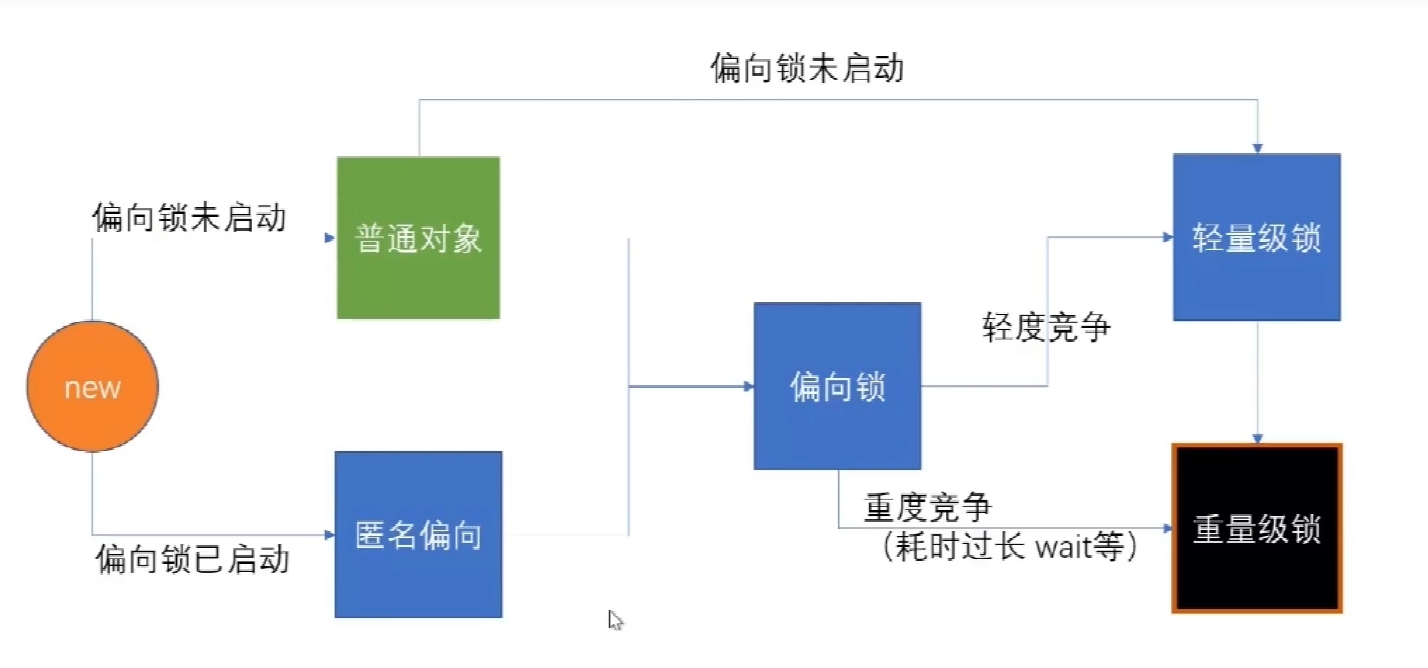 偏向锁未启动
偏向锁未启动
普通对象
轻量级锁
轻度竞争
new
偏向锁
重度竞争
（耗时过长 wait等）
匿名偏向
重量级锁
偏向锁已启动